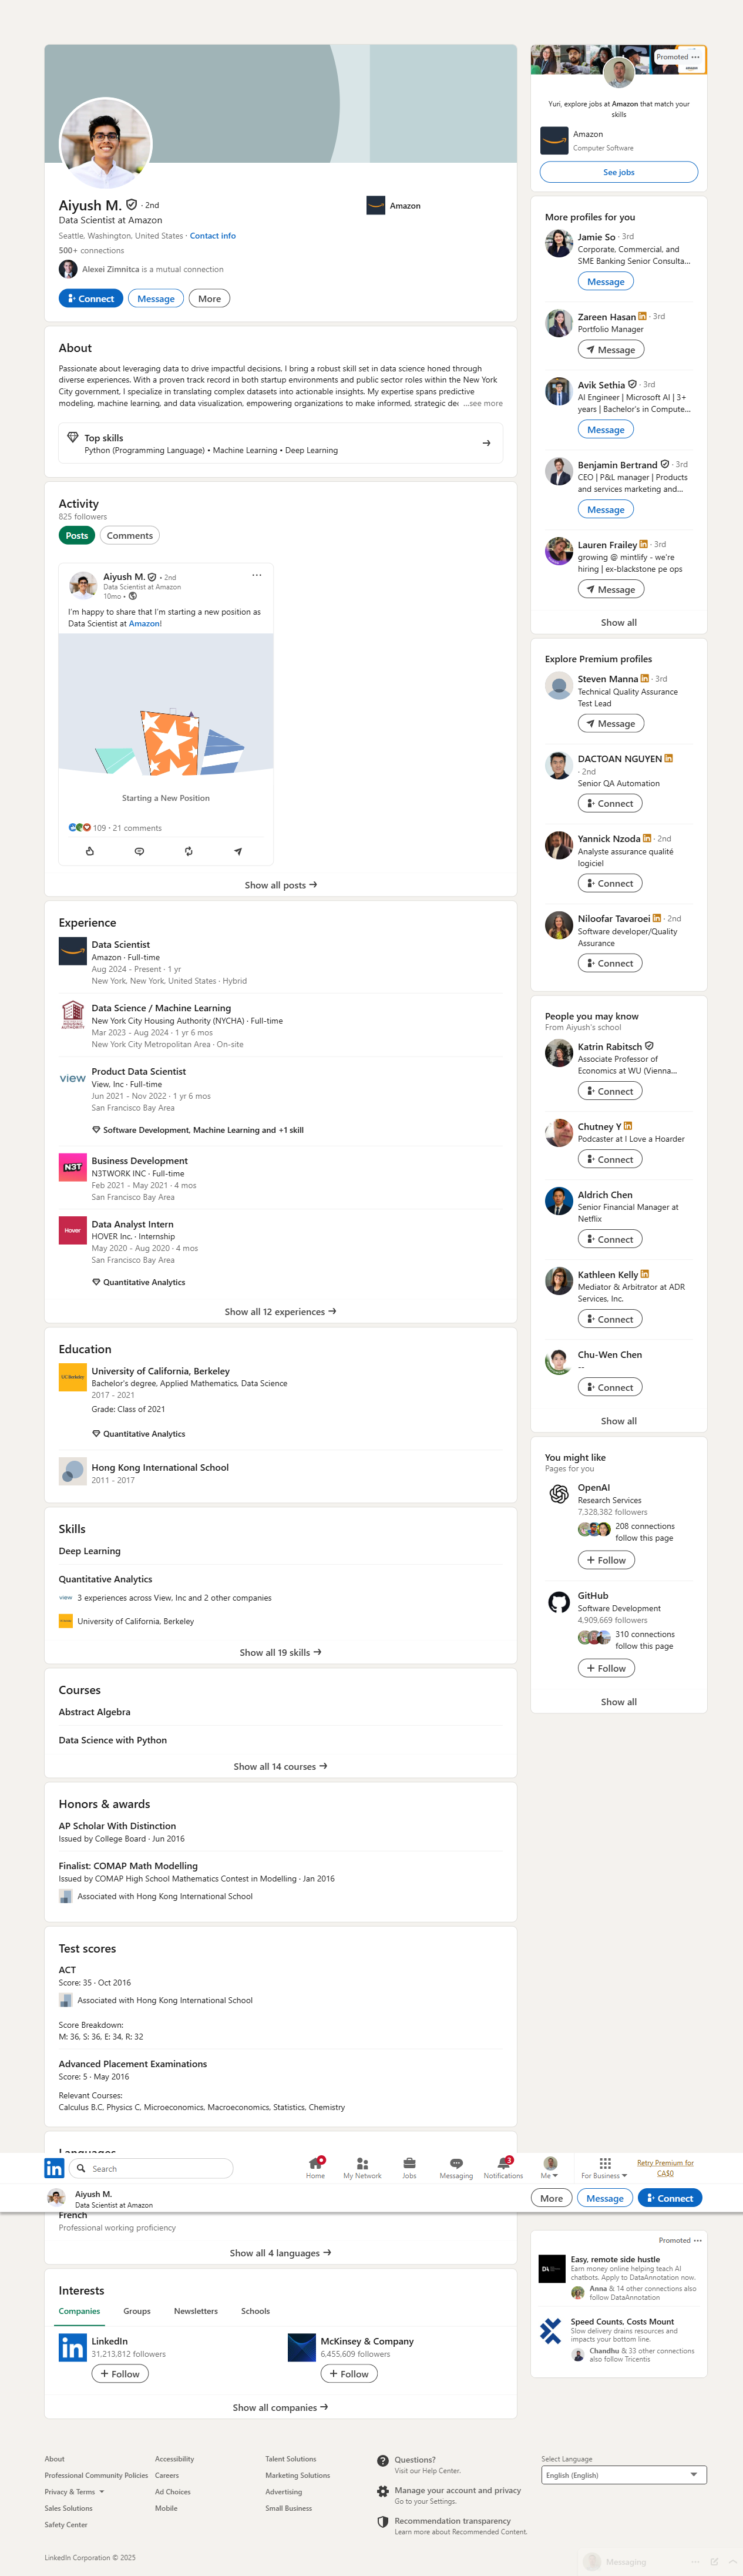 Aiyush M. · 2nd
Data Scientist at Amazon
Seattle, Washington, United States · Contact info
500+ connections
Alexei Zimnitca is a mutual connection
Amazon
Connect
Message
More
About
Passionate about leveraging data to drive impactful decisions, I bring a robust skill set in data science honed through
diverse experiences. With a proven track record in both startup environments and public sector roles within the New York
City government, I specialize in translating complex datasets into actionable insights. My expertise spans predictive
modeling, machine learning, and data visualization, empowering organizations to make informed, strategic dec …see more
Top skills
Python (Programming Language) • Machine Learning • Deep Learning
Activity
825 followers
Posts
Comments
Aiyush M. • 2nd
Data Scientist at Amazon
10mo •
I'm happy to share that I'm starting a new position as
Data Scientist at Amazon!
Starting a New Position
109 · 21 comments
Show all posts
Experience
Data Scientist
Amazon · Full-time
Aug 2024 - Present · 1 yr
New York, New York, United States · Hybrid
HOUSING
AUTHORITY
Data Science / Machine Learning
New York City Housing Authority (NYCHA) · Full-time
Mar 2023 - Aug 2024 · 1 yr 6 mos
New York City Metropolitan Area · On-site
view
Product Data Scientist
View, Inc · Full-time
Jun 2021 - Nov 2022 · 1 yr 6 mos
San Francisco Bay Area
Software Development, Machine Learning and +1 skill
N3T
Business Development
N3TWORK INC · Full-time
Feb 2021 - May 2021 · 4 mos
San Francisco Bay Area
Hover
Data Analyst Intern
HOVER Inc. · Internship
May 2020 - Aug 2020 · 4 mos
San Francisco Bay Area
Quantitative Analytics
Show all 12 experiences
Education
UC Berkeley
University of California, Berkeley
Bachelor's degree, Applied Mathematics, Data Science
2017 - 2021
Grade: Class of 2021
Quantitative Analytics
Hong Kong International School
2011 - 2017
Skills
Deep Learning
Quantitative Analytics
view
3 experiences across View, Inc and 2 other companies
University of California, Berkeley
Show all 19 skills
Courses
Abstract Algebra
Data Science with Python
Show all 14 courses
Honors & awards
AP Scholar With Distinction
Issued by College Board · Jun 2016
Finalist: COMAP Math Modelling
Issued by COMAP High School Mathematics Contest in Modelling · Jan 2016
Associated with Hong Kong International School
Test scores
ACT
Score: 35 · Oct 2016
Associated with Hong Kong International School
Score Breakdown:
M: 36, S: 36, E: 34, R: 32
Advanced Placement Examinations
Score: 5 · May 2016
Relevant Courses:
Calculus B.C, Physics C, Microeconomics, Macroeconomics, Statistics, Chemistry
Languages
in
Search
Home
My Network
Jobs
Messaging
3
Notifications
Me
For Business
Retry Premium for
CA$0
Aiyush M.
Data Scientist at Amazon
More
Message
Connect
French
Professional working proficiency
Show all 4 languages
Interests
Companies
Groups
Newsletters
Schools
in
LinkedIn
31,213,812 followers
Follow
McKinsey & Company
6,455,609 followers
Follow
Show all companies
Promoted
Yuri, explore jobs at Amazon that match your
skills
Amazon
Computer Software
See jobs
More profiles for you
Jamie So · 3rd
Corporate, Commercial, and
SME Banking Senior Consulta...
Message
Zareen Hasan · 3rd
Portfolio Manager
Message
Avik Sethia · 3rd
AI Engineer | Microsoft AI | 3+
years | Bachelor's in Compute...
Message
Benjamin Bertrand · 3rd
CEO | P&L manager | Products
and services marketing and...
Message
Lauren Frailey · 3rd
growing @ mintlify - we're
hiring | ex-blackstone pe ops
Message
Show all
Explore Premium profiles
Steven Manna · 3rd
Technical Quality Assurance
Test Lead
Message
DACTOAN NGUYEN
· 2nd
Senior QA Automation
Connect
Yannick Nzoda · 2nd
Analyste assurance qualité
logiciel
Connect
Niloofar Tavaroei · 2nd
Software developer/Quality
Assurance
Connect
People you may know
From Aiyush's school
Katrin Rabitsch
Associate Professor of
Economics at WU (Vienna...
Connect
Chutney Y
Podcaster at I Love a Hoarder
Connect
Aldrich Chen
Senior Financial Manager at
Netflix
Connect
Kathleen Kelly
Mediator & Arbitrator at ADR
Services, Inc.
Connect
Chu-Wen Chen
--
Connect
Show all
You might like
Pages for you
OpenAI
Research Services
7,328,382 followers
208 connections
follow this page
Follow
GitHub
Software Development
4,909,669 followers
310 connections
follow this page
Follow
Show all
Promoted
Easy, remote side hustle
Earn money online helping teach AI
chatbots. Apply to DataAnnotation now.
Anna & 14 other connections also
follow DataAnnotation
Speed Counts, Costs Mount
Slow delivery drains resources and
impacts your bottom line.
Chandhu & 33 other connections
also follow Tricentis
About
Accessibility
Talent Solutions
Professional Community Policies
Careers
Marketing Solutions
Privacy & Terms
Ad Choices
Advertising
Sales Solutions
Mobile
Small Business
Safety Center
Questions?
Visit our Help Center.
Manage your account and privacy
Go to your Settings.
Recommendation transparency
Learn more about Recommended Content.
Select Language
English (English)
LinkedIn Corporation © 2025
Messaging